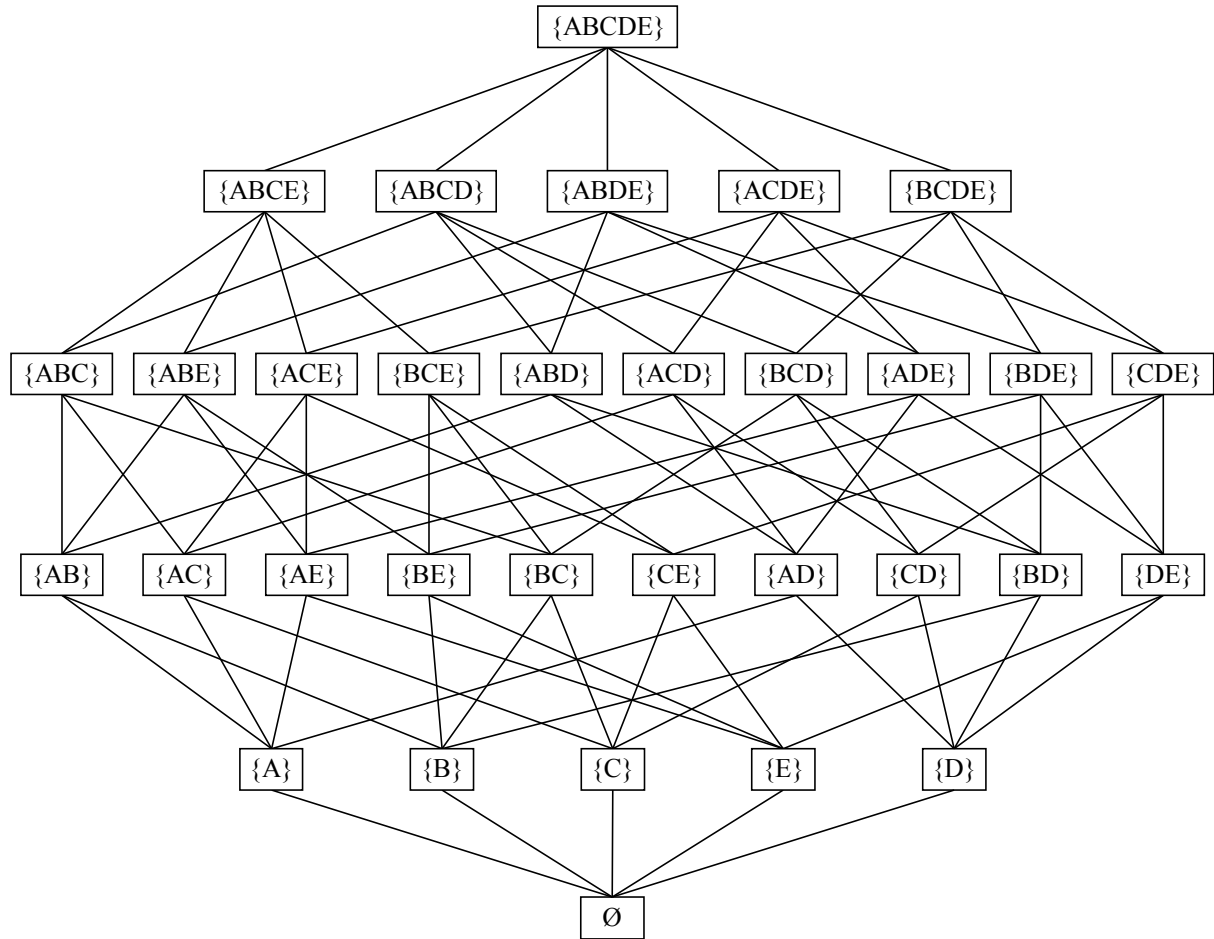 {ABCDE}
{ABCE} {ABCD} {ABDE} {ACDE} {BCDE}
{ABC} {ABE} {ACE} {BCE} {ABD} {ACD} {BCD} {ADE} {BDE} {CDE}
{AB} {AC} {AE} {BE} {BC} {CE} {AD} {CD} {BD} {DE}
{A} {B} {C} {E} {D}
Ø